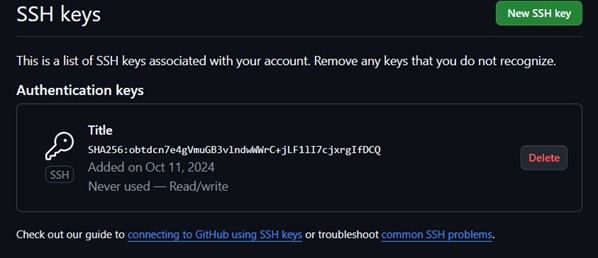 SSH keys
New SSH key
This is a list of SSH keys associated with your account. Remove any keys that you do not recognize.
Authentication keys
Title
SHA256:obtdcn7e4gVmuGB3vlndwWWrC+jLF1lI7cjxrgIfDCQ
Added on Oct 11, 2024
Never used — Read/write
SSH
Delete
Check out our guide to connecting to GitHub using SSH keys or troubleshoot common SSH problems.